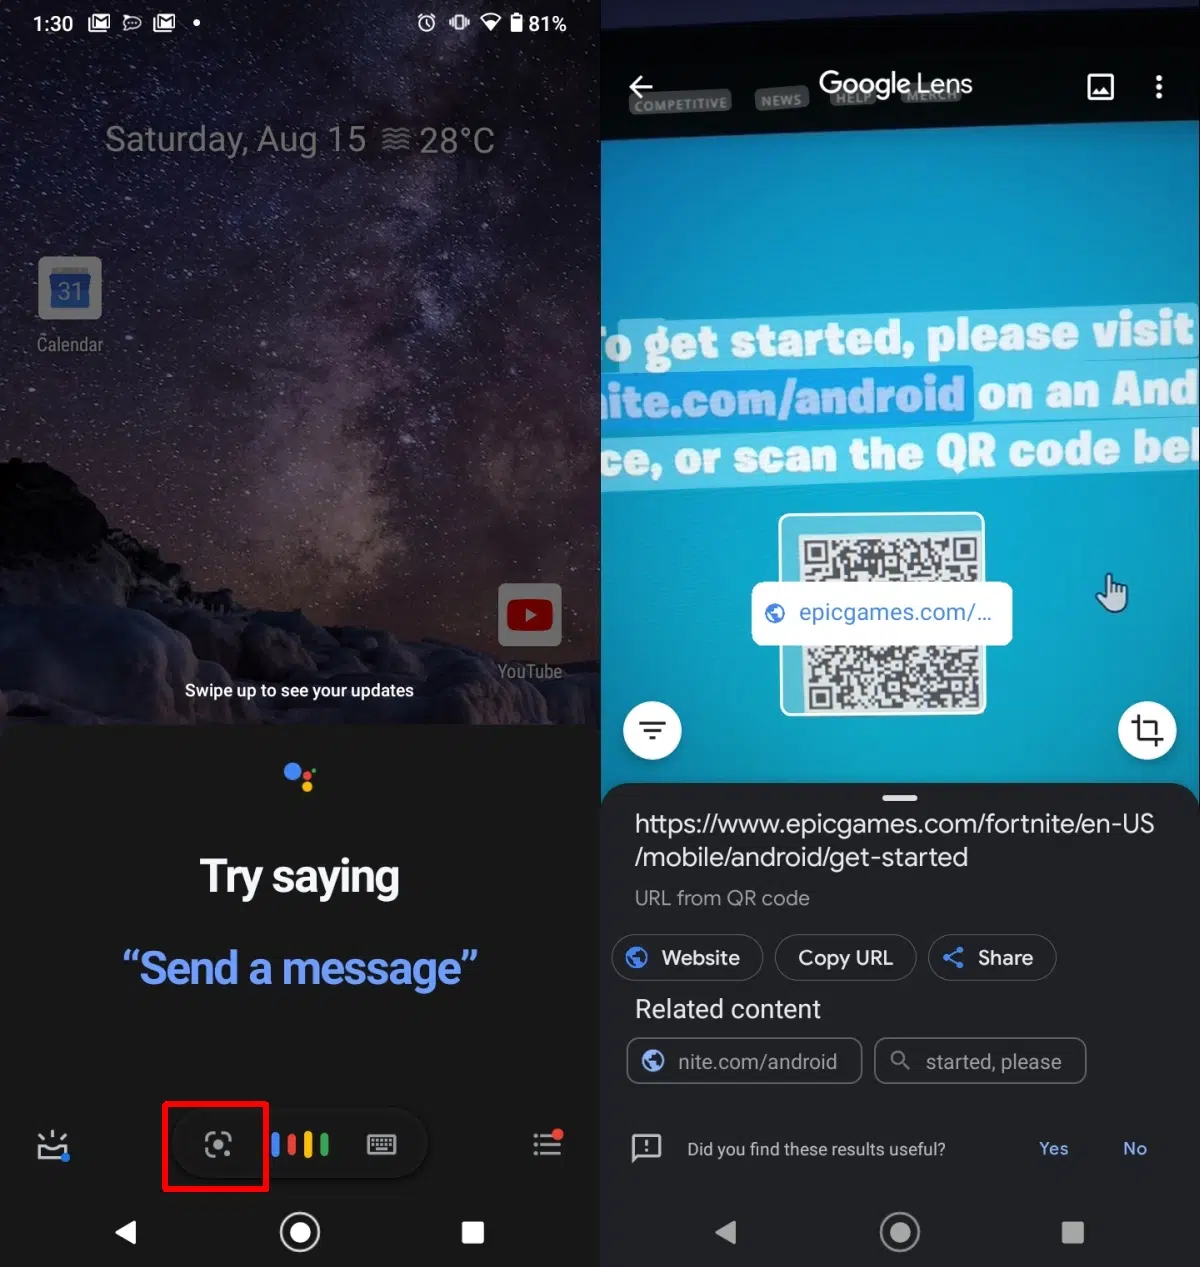 1:30
81%
Saturday, Aug 15 28°C
31
Calendar
YouTube
Swipe up to see your updates
Try saying
“Send a message”
Google Lens
COMPETITIVE NEWS HELP MERCH
o get started, please visit
ite.com/android on an And
ce, or scan the QR code bel
epicgames.com/...
https://www.epicgames.com/fortnite/en-US
/mobile/android/get-started
URL from QR code
Website Copy URL Share
Related content
nite.com/android started, please
Did you find these results useful? Yes No